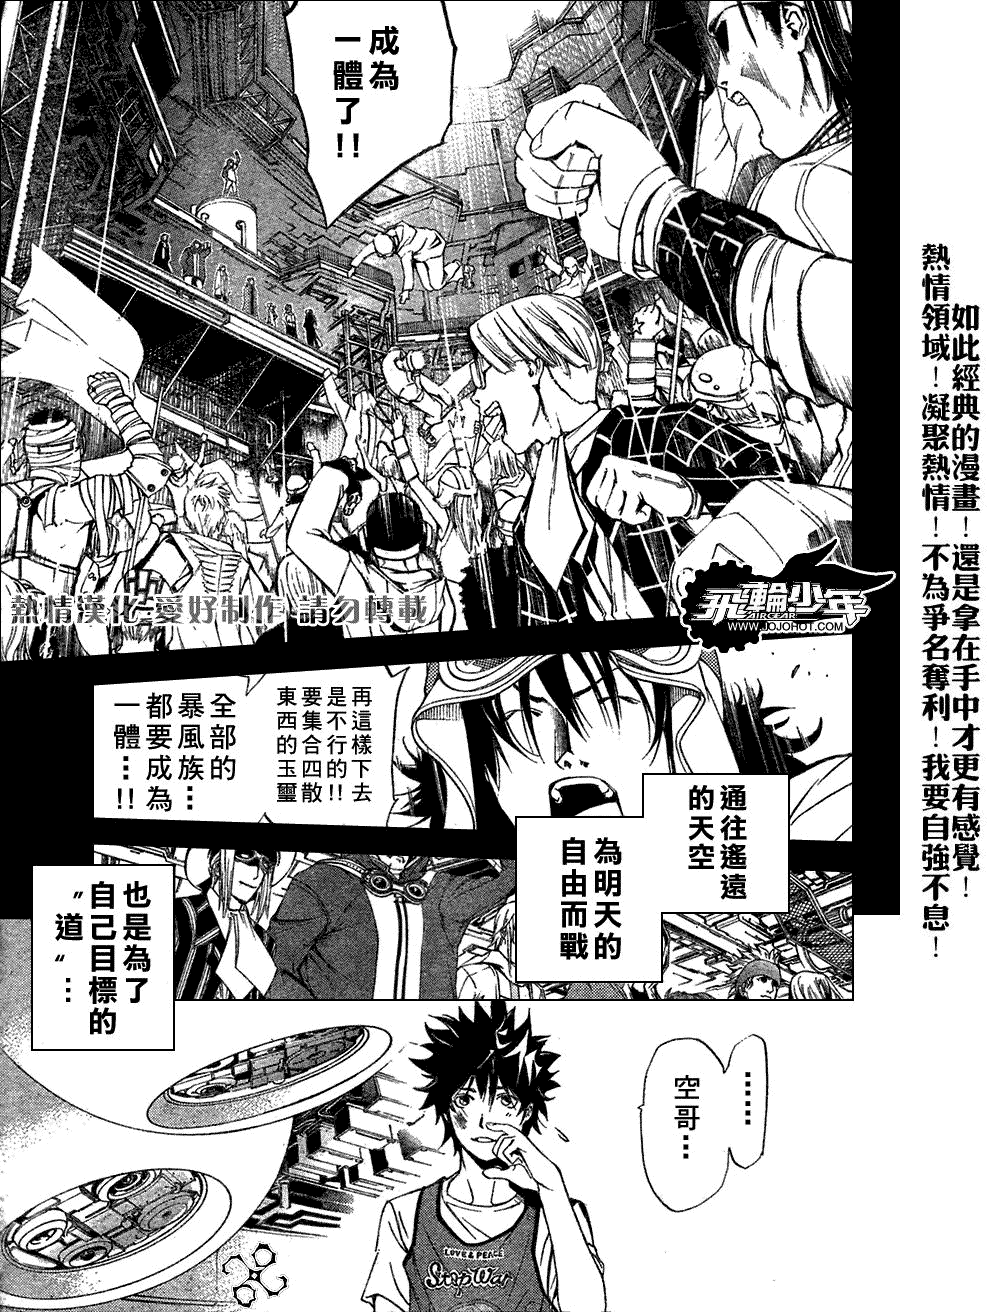 成為
一體了!!
如此經典的漫畫！還是拿在手中才更有感覺！
熱情領域！凝聚熱情！不為爭名奪利！我要自強不息！
熱情漢化 愛好制作 請勿轉載
飛輪少年
AIRGEAR
WWW.JOJOHOT.COM
再這樣下去
是不行的!!
要集合四散
東西的玉璽
全部的
暴風族…
都要成為
一體…!!
通往遙遠
的天空
為明天的
自由而戰
也是為了
自己目標的
〝道〞…
……
空哥…
LOVE & PEACE
Stop War